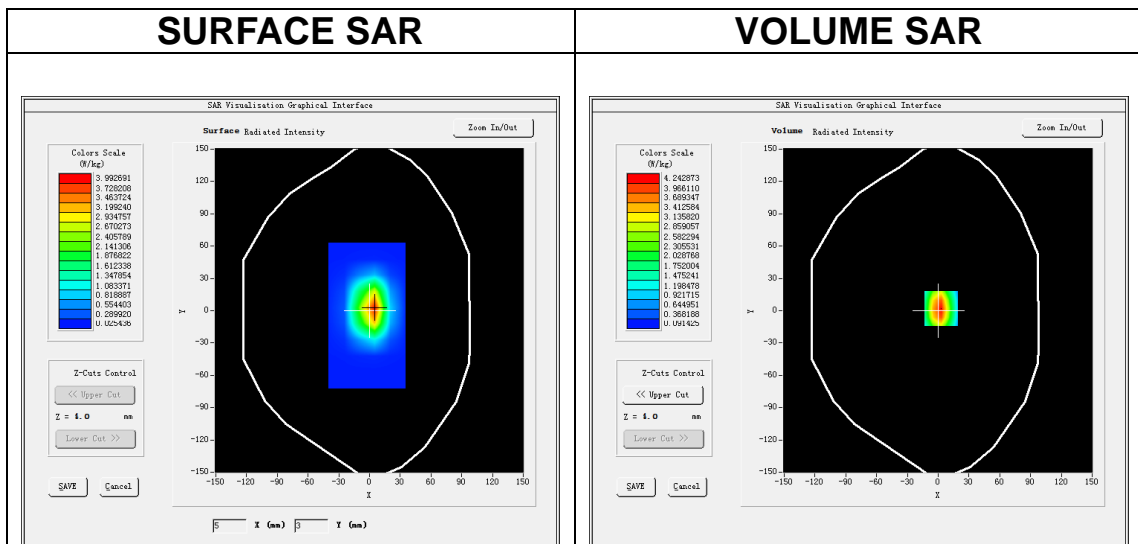 SURFACE SAR
SAR Visualisation Graphical Interface
Surface Radiated Intensity
Zoom In/Out
Colors Scale
(W/kg)
3.992691
3.728208
3.463724
3.199240
2.934757
2.670273
2.405789
2.141306
1.876822
1.612338
1.347854
1.083371
0.818887
0.554403
0.289920
0.025436
Z-Cuts Control
<< Upper Cut
Z = 4.0 mm
Lower Cut >>
SAVE
Cancel
150
120
90
60
30
Y 0
-30
-60
-90
-120
-150
-150 -120 -90 -60 -30 0 30 60 90 120 150
X
5 X (mm) 3 Y (mm)
VOLUME SAR
SAR Visualisation Graphical Interface
Volume Radiated Intensity
Zoom In/Out
Colors Scale
(W/kg)
4.242873
3.966110
3.689347
3.412584
3.135820
2.859057
2.582294
2.305531
2.028768
1.752004
1.475241
1.198478
0.921715
0.644951
0.368188
0.091425
Z-Cuts Control
<< Upper Cut
Z = 4.0 mm
Lower Cut >>
SAVE
Cancel
150
120
90
60
30
Y 0
-30
-60
-90
-120
-150
-150 -120 -90 -60 -30 0 30 60 90 120 150
X